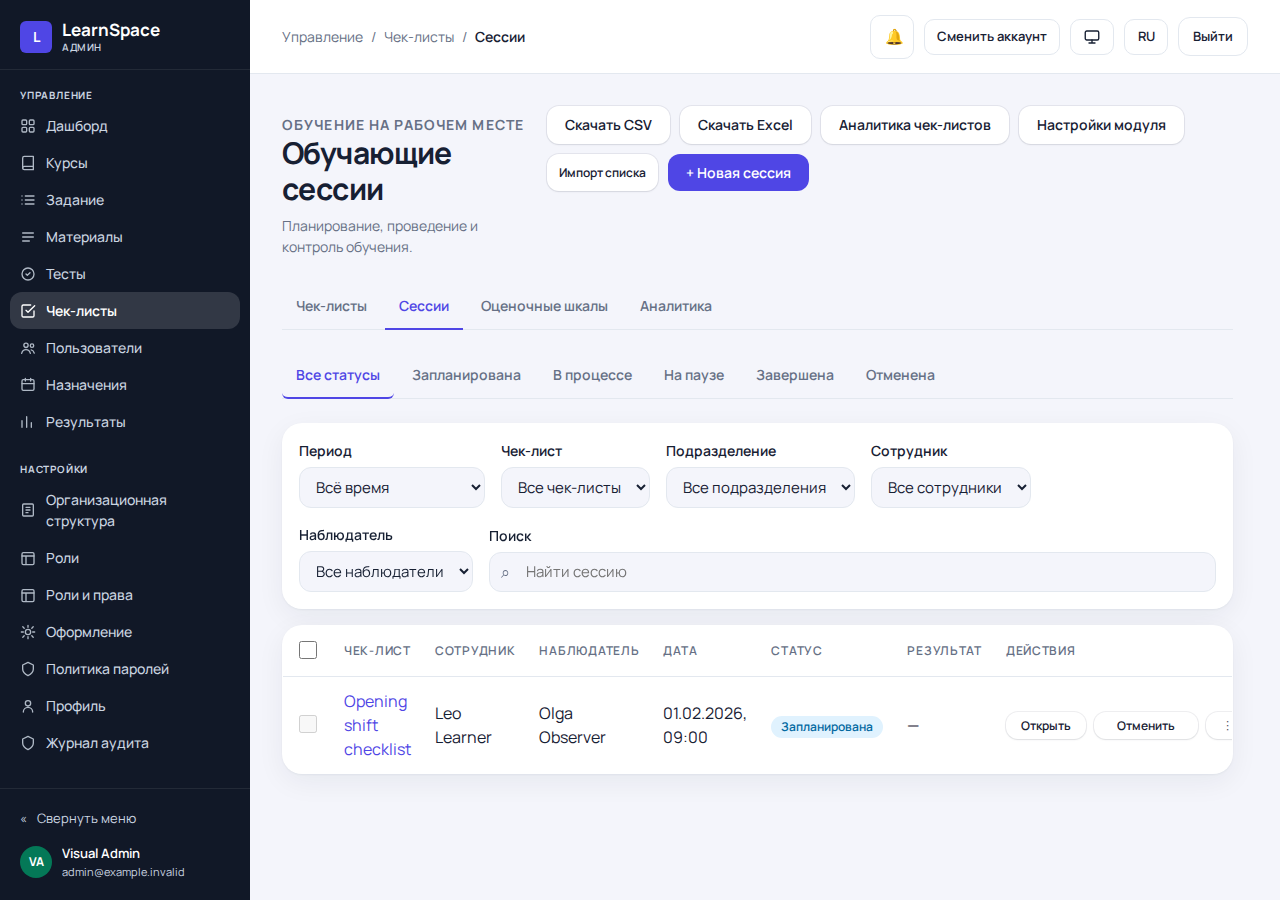 L
LearnSpace
АДМИН
УПРАВЛЕНИЕ
Дашборд
Курсы
Задание
Материалы
Тесты
Чек-листы
Пользователи
Назначения
Результаты
НАСТРОЙКИ
Организационная
структура
Роли
Роли и права
Оформление
Политика паролей
Профиль
Журнал аудита
« Свернуть меню
VA
Visual Admin
admin@example.invalid
Управление / Чек-листы / Сессии
Сменить аккаунт
RU
Выйти
ОБУЧЕНИЕ НА РАБОЧЕМ МЕСТЕ
Обучающие
сессии
Планирование, проведение и
контроль обучения.
Скачать CSV
Скачать Excel
Аналитика чек-листов
Настройки модуля
Импорт списка
+ Новая сессия
Чек-листы
Сессии
Оценочные шкалы
Аналитика
Все статусы
Запланирована
В процессе
На паузе
Завершена
Отменена
Период
Чек-лист
Подразделение
Сотрудник
Всё время
Все чек-листы
Все подразделения
Все сотрудники
Наблюдатель
Поиск
Все наблюдатели
Найти сессию
ЧЕК-ЛИСТ
СОТРУДНИК
НАБЛЮДАТЕЛЬ
ДАТА
СТАТУС
РЕЗУЛЬТАТ
ДЕЙСТВИЯ
Opening
shift
checklist
Leo
Learner
Olga
Observer
01.02.2026,
09:00
Запланирована
—
Открыть
Отменить
⋮